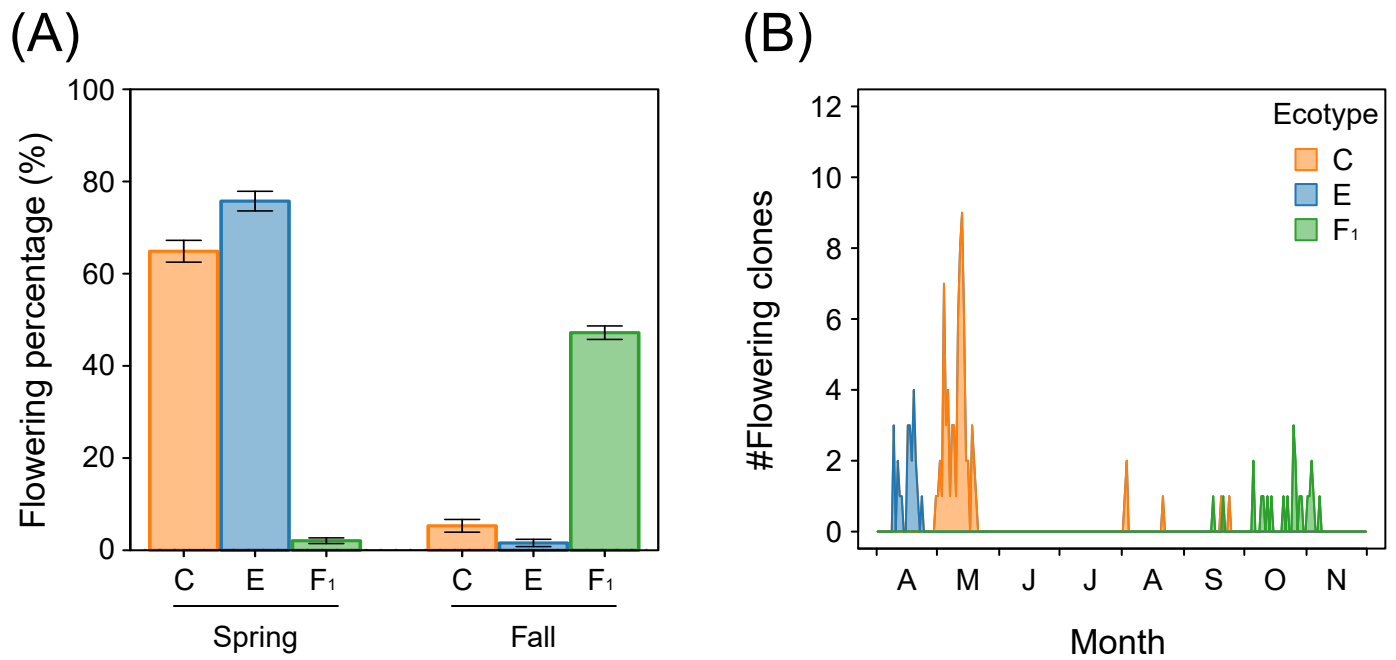 (A)
Flowering percentage (%)
100
80
60
40
20
0
C E F₁ C E F₁
Spring Fall
(B)
#Flowering clones
12
10
8
6
4
2
0
Ecotype
C
E
F₁
A M J J A S O N
Month